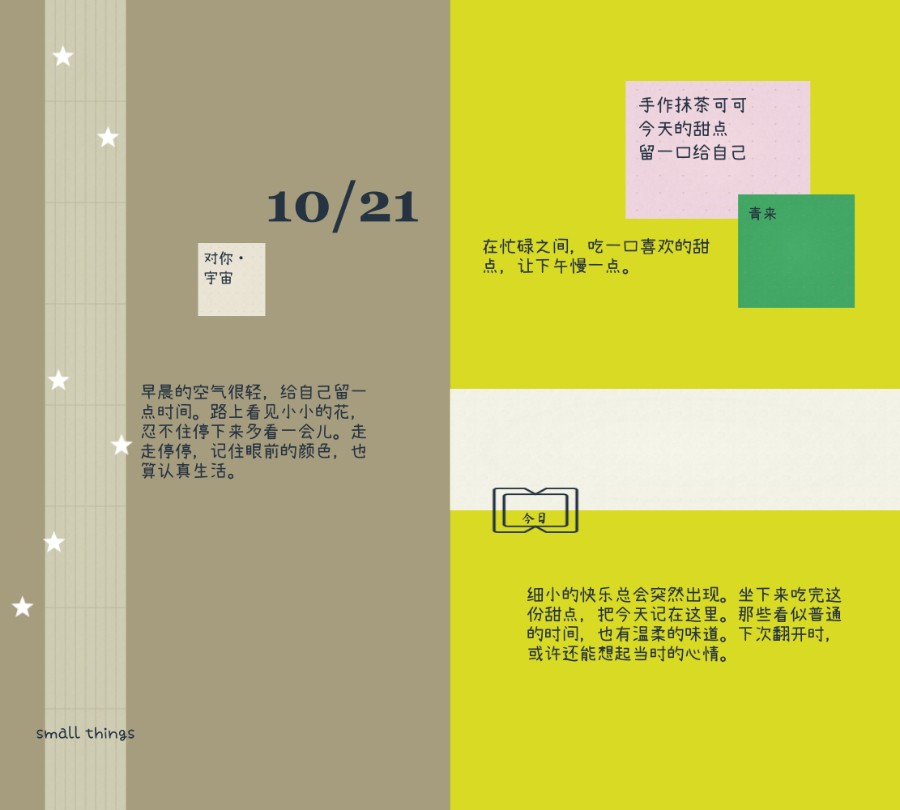 10/21
对你·
宇宙
早晨的空气很轻，给自己留一
点时间。路上看见小小的花，
忍不住停下来多看一会儿。走
走停停，记住眼前的颜色，也
算认真生活。
small things
手作抹茶可可
今天的甜点
留一口给自己
青来
在忙碌之间，吃一口喜欢的甜
点，让下午慢一点。
今日
细小的快乐总会突然出现。坐下来吃完这
份甜点，把今天记在这里。那些看似普通
的时间，也有温柔的味道。下次翻开时，
或许还能想起当时的心情。